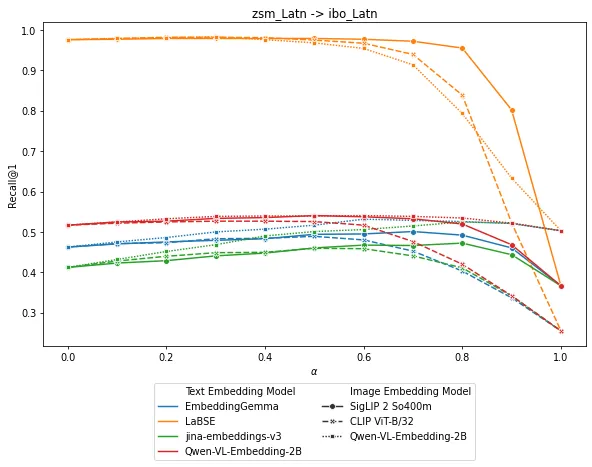 zsm_Latn -> ibo_Latn
1.0
0.9
0.8
0.7
0.6
0.5
0.4
0.3
Recall@1
0.0
0.2
0.4
0.6
0.8
1.0
α
Text Embedding Model
EmbeddingGemma
LaBSE
jina-embeddings-v3
Qwen-VL-Embedding-2B
Image Embedding Model
SigLIP 2 So400m
CLIP ViT-B/32
Qwen-VL-Embedding-2B